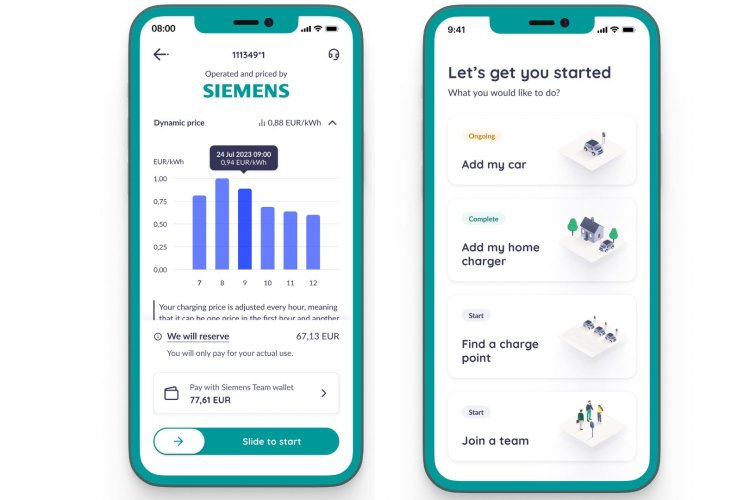 08:00
111349*1
Operated and priced by
SIEMENS
Dynamic price
0,88 EUR/kWh
EUR/kWh
24 Jul 2023 09:00
0,94 EUR/kWh
1,00
0,75
0,50
0,25
0,00
7 8 9 10 11 12
Your charging price is adjusted every hour, meaning
that it can be one price in the first hour and another
We will reserve
67,13 EUR
You will only pay for your actual use.
Pay with Siemens Team wallet
77,61 EUR
Slide to start
9:41
Let's get you started
What you would like to do?
Ongoing
Add my car
Complete
Add my home
charger
Start
Find a charge
point
Start
Join a team